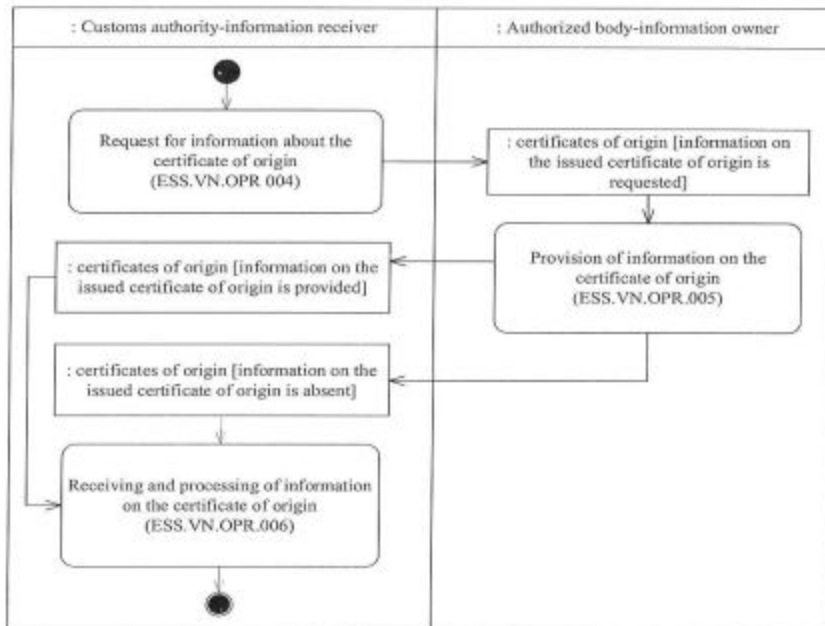 : Customs authority-information receiver
: Authorized body-information owner
Request for information about the
certificate of origin
(ESS.VN.OPR 004)
: certificates of origin [information on
the issued certificate of origin is
requested]
Provision of information on the
certificate of origin
(ESS.VN.OPR.005)
: certificates of origin [information on the
issued certificate of origin is provided]
: certificates of origin [information on the
issued certificate of origin is absent]
Receiving and processing of information
on the certificate of origin
(ESS.VN.OPR.006)